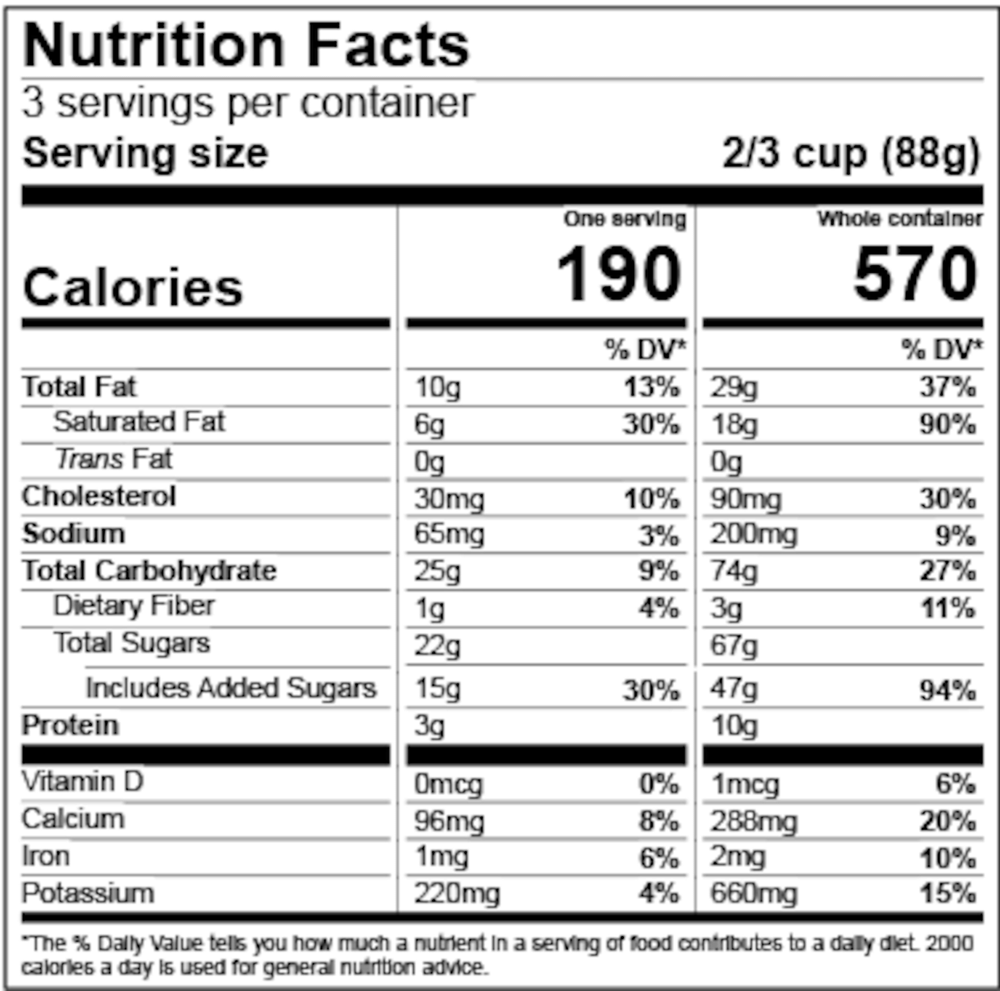 Nutrition Facts
3 servings per container
Serving size 2/3 cup (88g)
One serving Whole container
Calories 190 570
% DV* % DV*
Total Fat 10g 13% 29g 37%
Saturated Fat 6g 30% 18g 90%
Trans Fat 0g 0g
Cholesterol 30mg 10% 90mg 30%
Sodium 65mg 3% 200mg 9%
Total Carbohydrate 25g 9% 74g 27%
Dietary Fiber 1g 4% 3g 11%
Total Sugars 22g 67g
Includes Added Sugars 15g 30% 47g 94%
Protein 3g 10g
Vitamin D 0mcg 0% 1mcg 6%
Calcium 96mg 8% 288mg 20%
Iron 1mg 6% 2mg 10%
Potassium 220mg 4% 660mg 15%
*The % Daily Value tells you how much a nutrient in a serving of food contributes to a daily diet. 2000
calories a day is used for general nutrition advice.